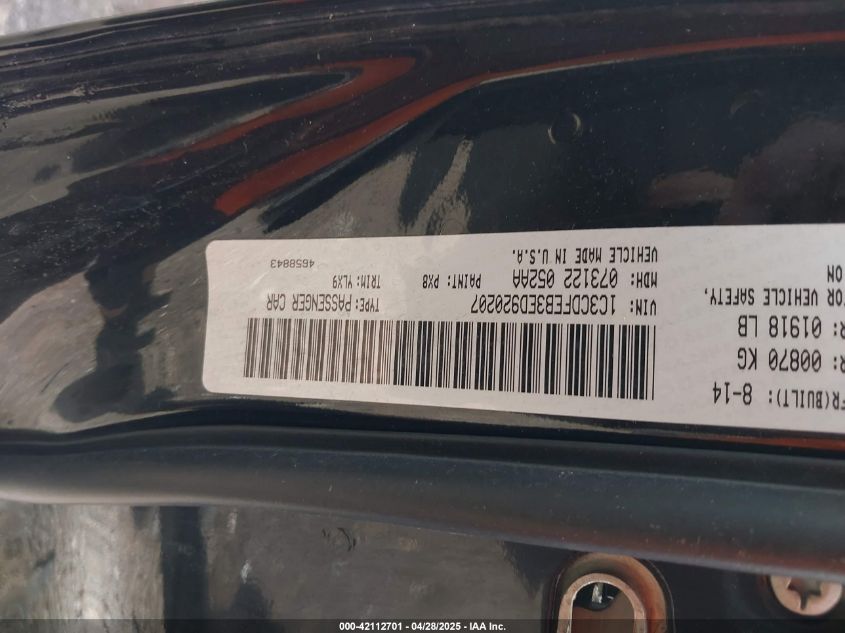 FR(BUILT): 8-14
R: 00870 KG
R: 01918 LB
TOR VEHICLE SAFETY,
ON
VIN: 1C3CDFEB3ED920207
TYPE: PASSENGER CAR
MDH: 073122 052AA
PAINT: PX8
TRIM: YLX9
VEHICLE MADE IN U.S.A.
4658843
000-42112701 - 04/28/2025 - IAA Inc.